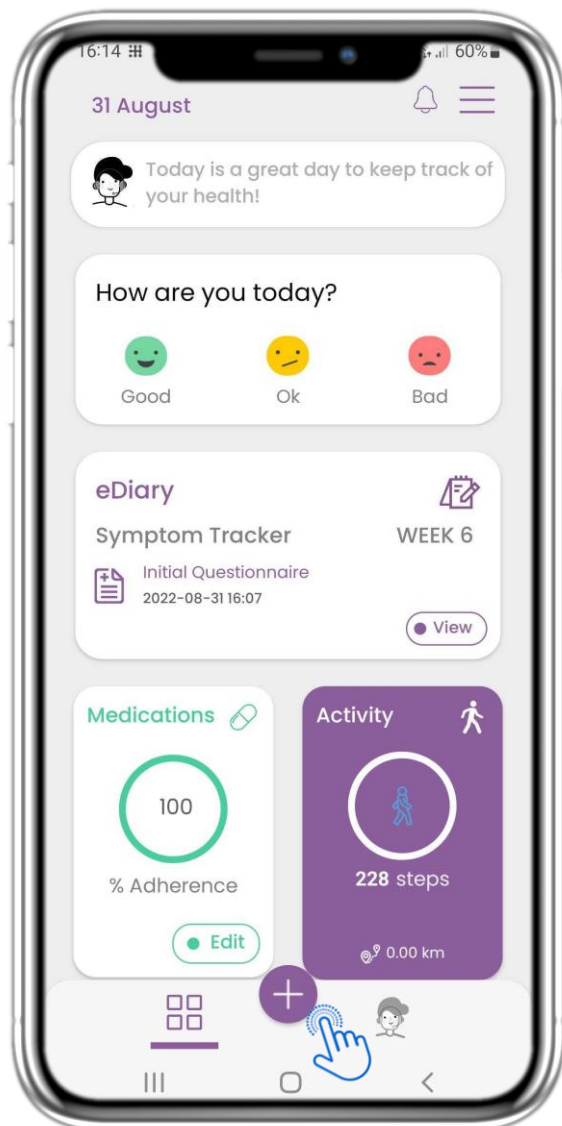 16:14
60%
31 August
Today is a great day to keep track of
your health!
How are you today?
Good
Ok
Bad
eDiary
Symptom Tracker
WEEK 6
Initial Questionnaire
2022-08-31 16:07
View
Medications
100
% Adherence
Edit
Activity
228 steps
0.00 km